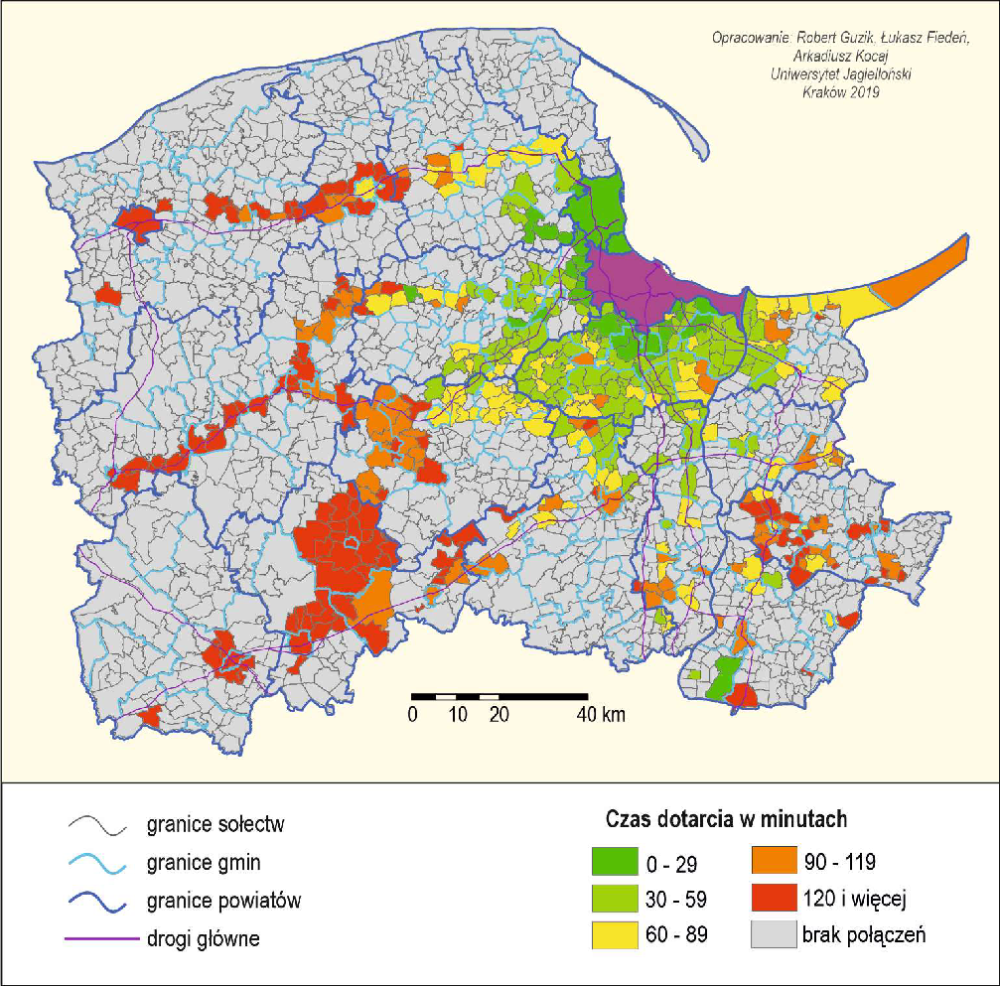 Opracowanie: Robert Guzik, Łukasz Fiedeń,
Arkadiusz Kocaj
Uniwersytet Jagielloński
Kraków 2019
0 10 20 40 km
granice sołectw
granice gmin
granice powiatów
drogi główne
Czas dotarcia w minutach
0 - 29
30 - 59
60 - 89
90 - 119
120 i więcej
brak połączeń